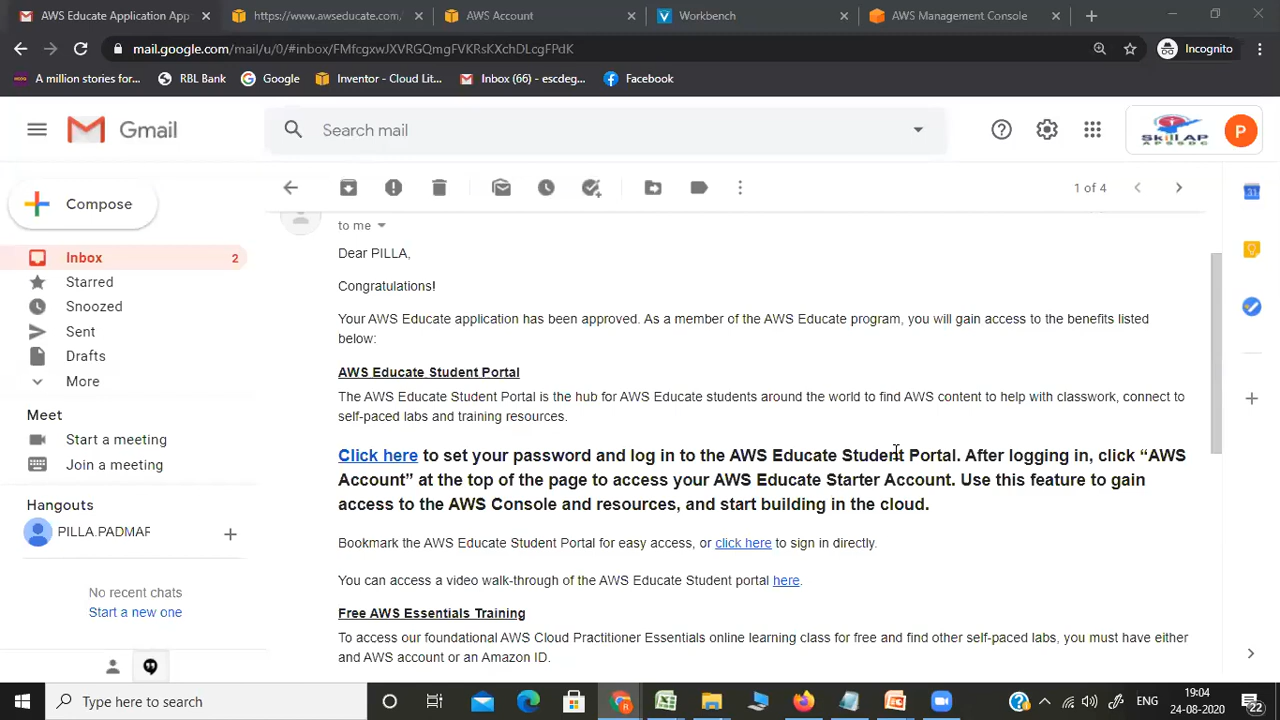 AWS Educate Application App
https://www.awseducate.com/
AWS Account
Workbench
AWS Management Console
mail.google.com/mail/u/0/#inbox/FMfcgxwJXVRGQmgFVKRsKXchDLcgFPdK
Incognito
A million stories for...
RBL Bank
Google
Inventor - Cloud Lit...
Inbox (66) - escdeg...
Facebook
Gmail
Search mail
Skill AP
APSSDC
P
Compose
1 of 4
Inbox 2
Starred
Snoozed
Sent
Drafts
More
Meet
Start a meeting
Join a meeting
Hangouts
PILLA.PADMAF
No recent chats
Start a new one
to me
Dear PILLA,
Congratulations!
Your AWS Educate application has been approved. As a member of the AWS Educate program, you will gain access to the benefits listed
below:
AWS Educate Student Portal
The AWS Educate Student Portal is the hub for AWS Educate students around the world to find AWS content to help with classwork, connect to
self-paced labs and training resources.
Click here to set your password and log in to the AWS Educate Student Portal. After logging in, click “AWS
Account” at the top of the page to access your AWS Educate Starter Account. Use this feature to gain
access to the AWS Console and resources, and start building in the cloud.
Bookmark the AWS Educate Student Portal for easy access, or click here to sign in directly.
You can access a video walk-through of the AWS Educate Student portal here.
Free AWS Essentials Training
To access our foundational AWS Cloud Practitioner Essentials online learning class for free and find other self-paced labs, you must have either
and AWS account or an Amazon ID.
31
Type here to search
ENG
19:04
24-08-2020
22